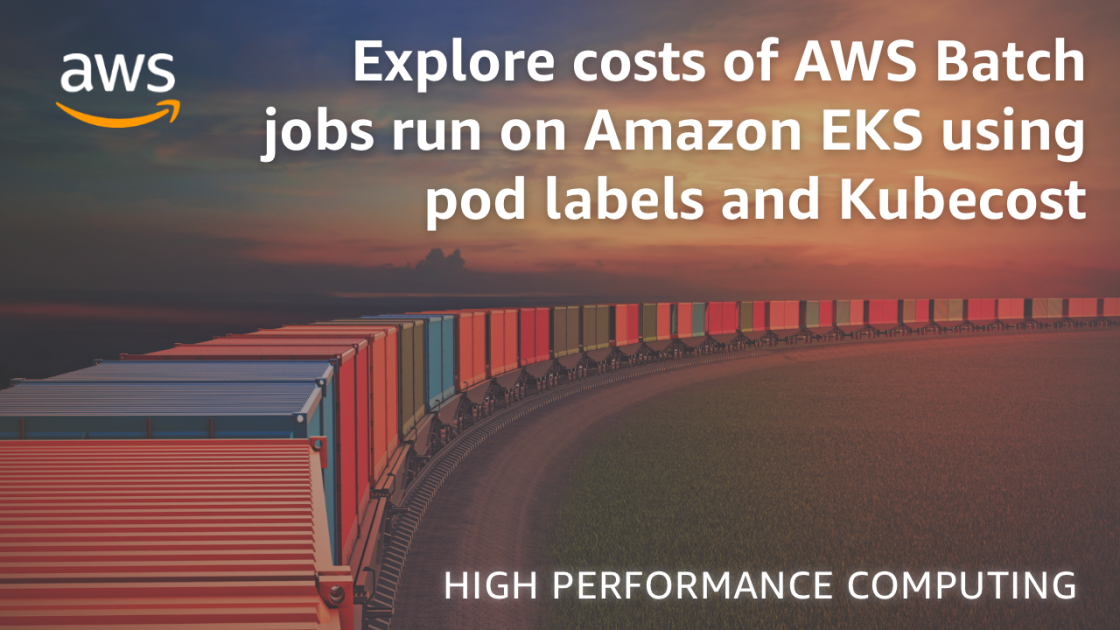 aws
Explore costs of AWS Batch
jobs run on Amazon EKS using
pod labels and Kubecost
HIGH PERFORMANCE COMPUTING